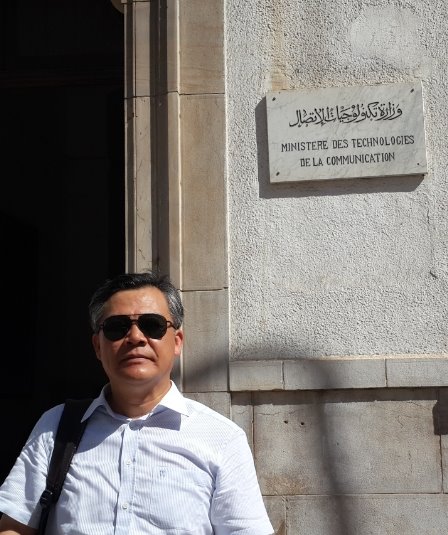 وزارة تكنولوجيات الاتصال
MINISTERE DES TECHNOLOGIES
DE LA COMMUNICATION